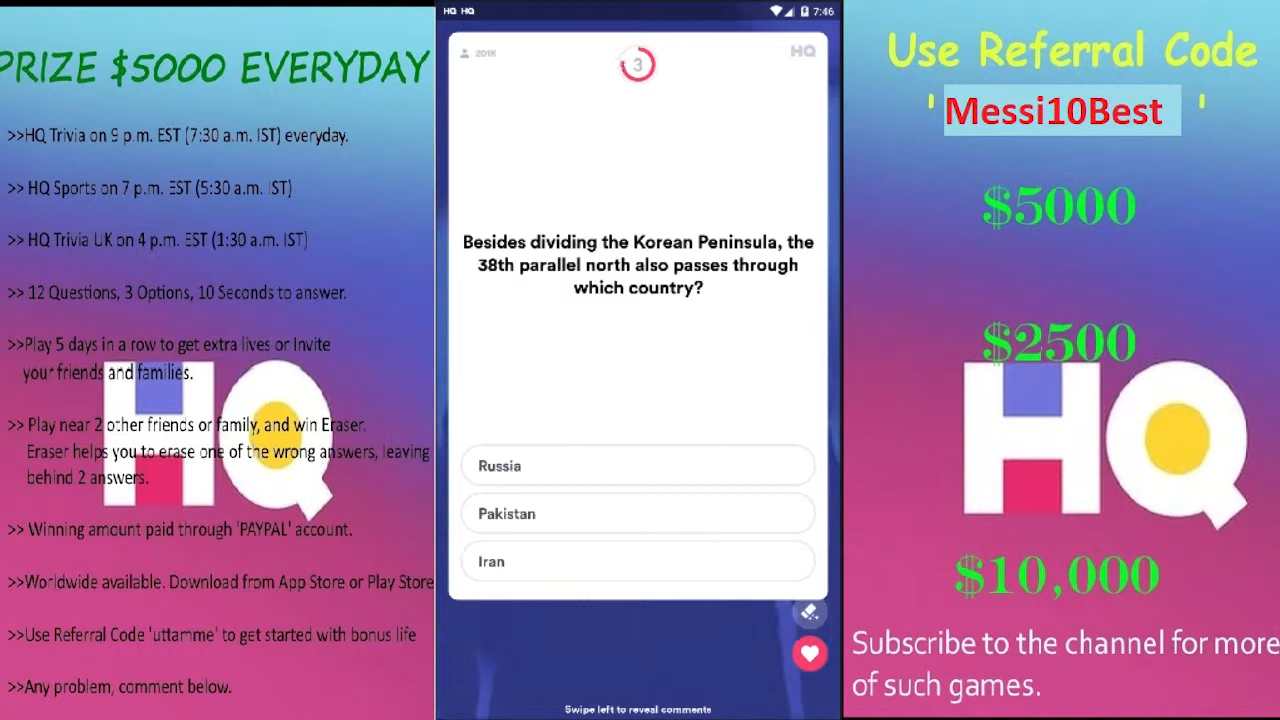 PRIZE $5000 EVERYDAY
>>HQ Trivia on 9 p.m. EST (7:30 a.m. IST) everyday.
>> HQ Sports on 7 p.m. EST (5:30 a.m. IST)
>> HQ Trivia UK on 4 p.m. EST (1:30 a.m. IST)
>> 12 Questions, 3 Options, 10 Seconds to answer.
>>Play 5 days in a row to get extra lives or Invite
your friends and families.
>> Play near 2 other friends or family, and win Eraser.
Eraser helps you to erase one of the wrong answers, leaving
behind 2 answers.
>> Winning amount paid through 'PAYPAL' account.
>>Worldwide available. Download from App Store or Play Store
>>Use Referral Code 'uttamme' to get started with bonus life
>>Any problem, comment below.
HQ
HQ HQ
7:46
201K
3
HQ
Besides dividing the Korean Peninsula, the
38th parallel north also passes through
which country?
Russia
Pakistan
Iran
Swipe left to reveal comments
Use Referral Code
' Messi10Best '
$5000
$2500
HQ
$10,000
Subscribe to the channel for more
of such games.